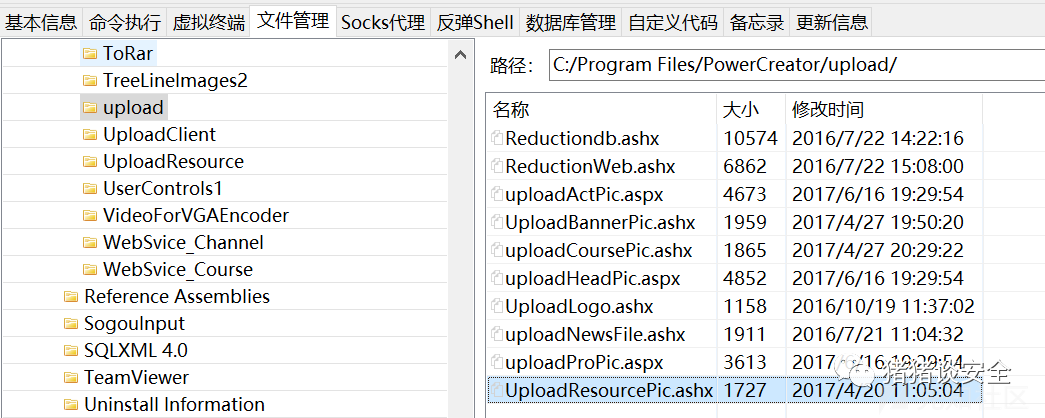 基本信息 命令执行 虚拟终端 文件管理 Socks代理 反弹Shell 数据库管理 自定义代码 备忘录 更新信息
ToRar
TreeLineImages2
upload
UploadClient
UploadResource
UserControls1
VideoForVGAEncoder
WebSvice_Channel
WebSvice_Course
Reference Assemblies
SogouInput
SQLXML 4.0
TeamViewer
Uninstall Information
路径： C:/Program Files/PowerCreator/upload/
名称 大小 修改时间
Reductiondb.ashx 10574 2016/7/22 14:22:16
ReductionWeb.ashx 6862 2016/7/22 15:08:00
uploadActPic.aspx 4673 2017/6/16 19:29:54
UploadBannerPic.ashx 1959 2017/4/27 19:50:20
uploadCoursePic.ashx 1865 2017/4/27 20:29:22
uploadHeadPic.aspx 4852 2017/6/16 19:29:54
UploadLogo.ashx 1158 2016/10/19 11:37:02
uploadNewsFile.ashx 1911 2016/7/21 11:04:32
uploadProPic.aspx 3613 2017/6/16 19:29:54
UploadResourcePic.ashx 1727 2017/4/20 11:05:04
猪猪谈安全